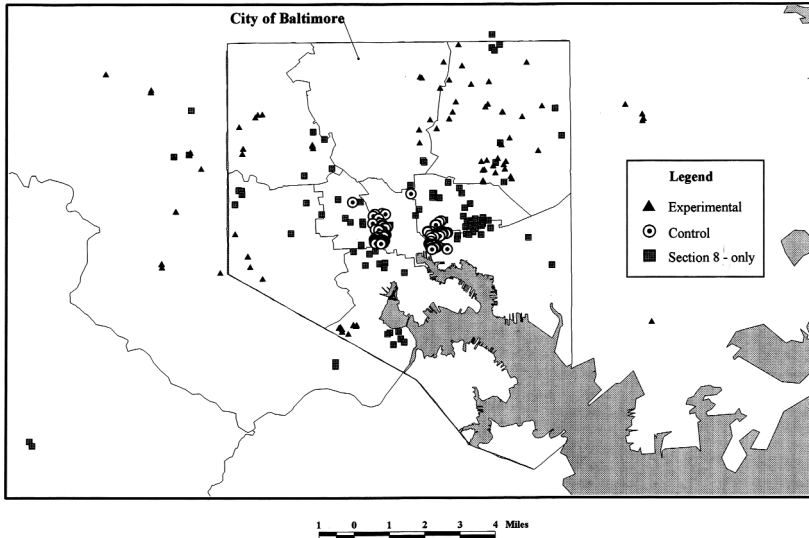 City of Baltimore
Legend
Experimental
Control
Section 8 - only
1 0 1 2 3 4 Miles